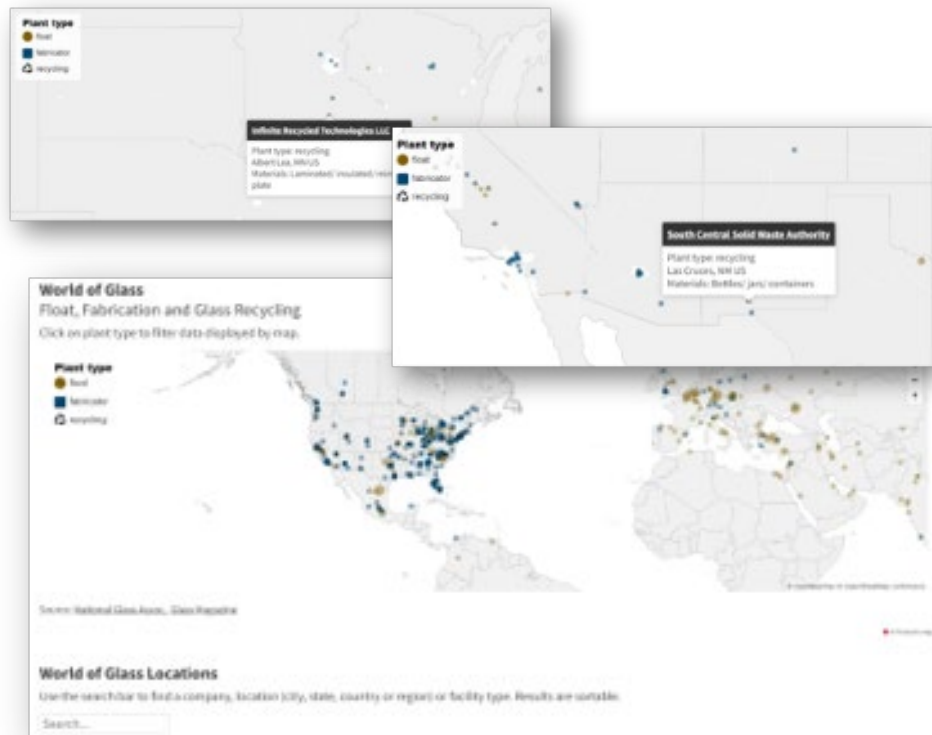 Plant type
float
fabricator
recycling
Infinite Recycled Technologies LLC
Plant type: recycling
Albert Lea, MN US
Materials: Laminated/ insulated/
plate
Plant type
float
fabricator
recycling
South Central Solid Waste Authority
Plant type: recycling
Las Cruces, NM US
Materials: Bottles/ jars/ containers
World of Glass
Float, Fabrication and Glass Recycling
Click on plant type to filter data displayed by map.
Plant type
float
fabricator
recycling
Source: National Glass Assoc., Glass Magazine
World of Glass Locations
Use the search bar to find a company, location (city, state, country or region) or facility type. Results are sortable.
Search...